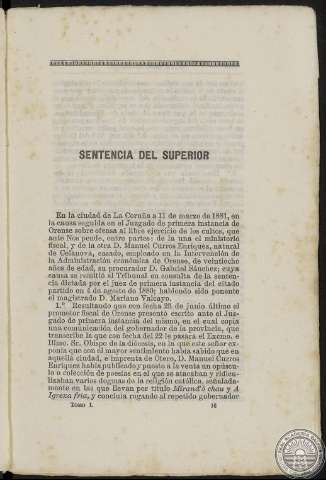 SENTENCIA DEL SUPERIOR
En la ciudad de La Coruña a 11 de marzo de 1881, en
la causa seguida en el Juzgado de primera instancia de
Orense sobre ofensa al libre ejercicio de los cultos, que
ante Nos pende, entre partes: de la una el ministerio
fiscal, y de la otra D. Manuel Curros Enriquez, natural
de Celanova, casado, empleado en la Intervención de
la Administración económica de Orense, de veintiocho
años de edad, su procurador D. Gabriel Sánchez; cuya
causa se remitió al Tribunal en consulta de la senten-
cia dictada por el juez de primera instancia del citado
partido en 4 de agosto de 1880; habiendo sido ponente
el magistrado D. Mariano Valcayo.
1.º Resultando que con fecha 28 de junio último el
promotor fiscal de Orense presentó escrito ante el Juz-
gado de primera instancia del mismo, en el cual copia
una comunicación del gobernador de la provincia, que
transcribe la que con fecha del 22 le pasara el Excmo. e
Illmo. Sr. Obispo de la diócesis, en la que este señor ex-
ponía que con el mayor sentimiento había sabido que en
aquella ciudad, e imprenta de Otero, D. Manuel Curros
Enriquez había publicado y puesto a la venta un opúscu-
lo o colección de poesías en el que se atacaban y ridicu-
lizaban varios dogmas de la religión católica, señalada-
mente en las que llevan por título Mirand'o chau y A
Igrexa fria, y concluía rogando al repetido gobernador
TOMO I. 16